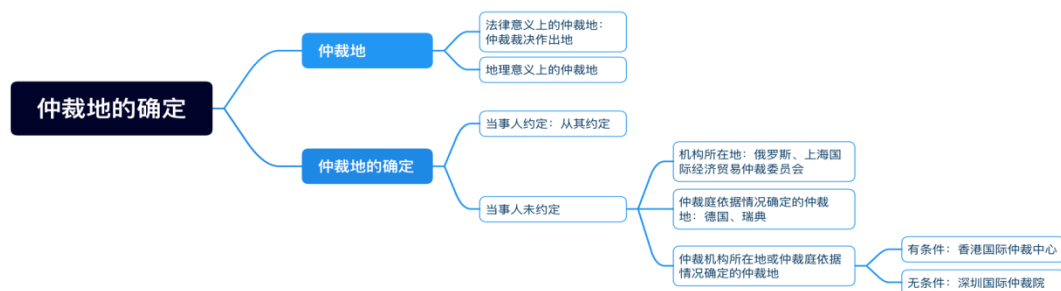 仲裁地的确定
仲裁地
法律意义上的仲裁地：
仲裁裁决作出地
地理意义上的仲裁地
仲裁地的确定
当事人约定：从其约定
当事人未约定
机构所在地：俄罗斯、上海国
际经济贸易仲裁委员会
仲裁庭依据情况确定的仲裁
地：德国、瑞典
仲裁机构所在地或仲裁庭依据
情况确定的仲裁地
有条件：香港国际仲裁中心
无条件：深圳国际仲裁院